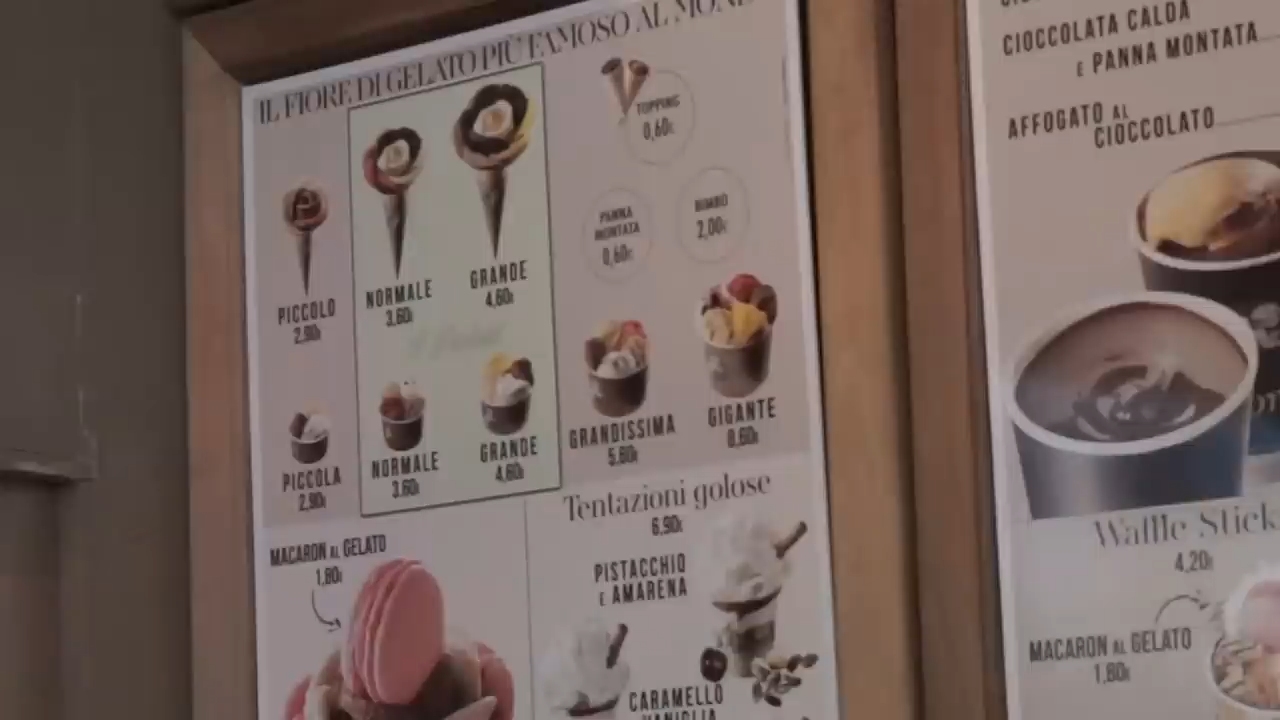 IL FIORE DI GELATO PIÙ FAMOSO AL
TOPPING
0,60€
PANNA
MONTATA
0,60€
BIMBO
2,00€
PICCOLO
2,90€
NORMALE
3,60€
GRANDE
4,60€
PICCOLA
2,90€
NORMALE
3,60€
GRANDE
4,60€
GRANDISSIMA
5,60€
GIGANTE
8,60€
MACARON AL GELATO
1,80€
Tentazioni golose
6,90€
PISTACCHIO
E AMARENA
CARAMELLO
VANIGLIA
CIOCCOLATA CALDA
E PANNA MONTATA
AFFOGATO AL
CIOCCOLATO
Waffle Stick
4,20€
MACARON AL GELATO
1,80€